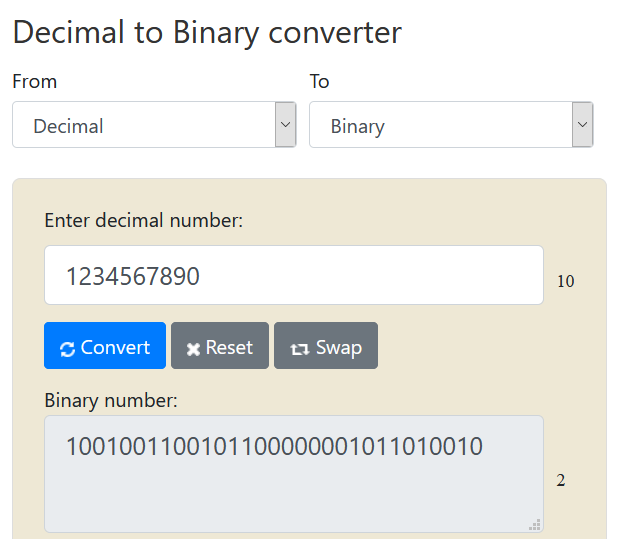 Decimal to Binary converter
From To
Decimal Binary
Enter decimal number:
1234567890 10
Convert Reset Swap
Binary number:
1001001100101100000001011010010 2